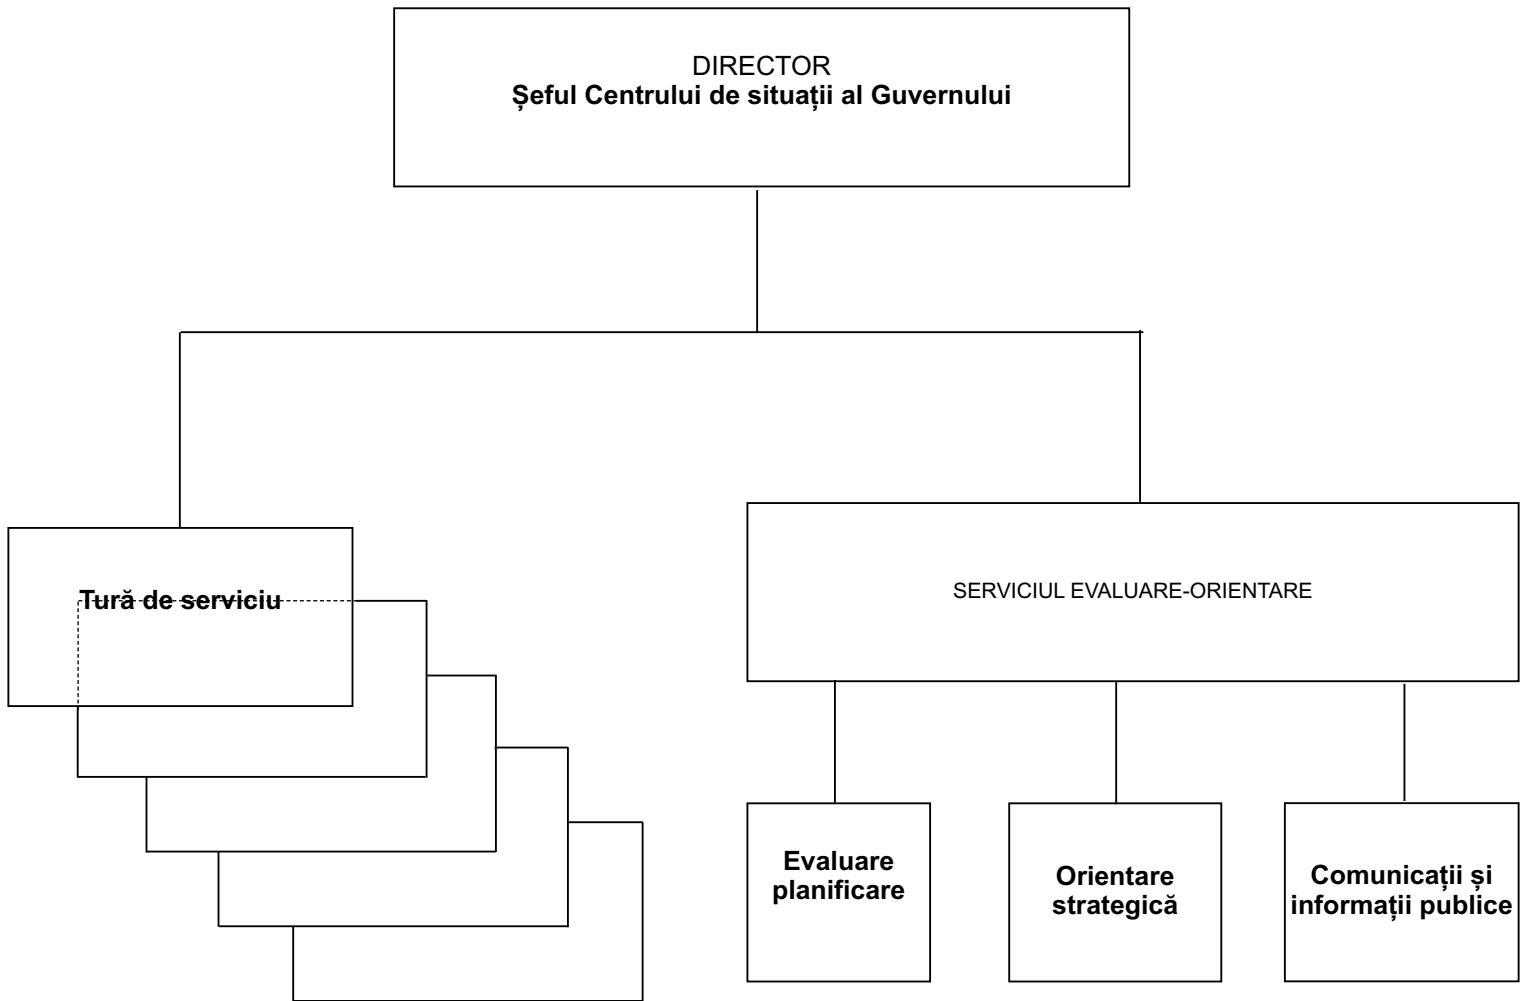 DIRECTOR
Șeful Centrului de situații al Guvernului
Tură de serviciu
SERVICIUL EVALUARE-ORIENTARE
Evaluare
planificare
Orientare
strategică
Comunicații și
informații publice